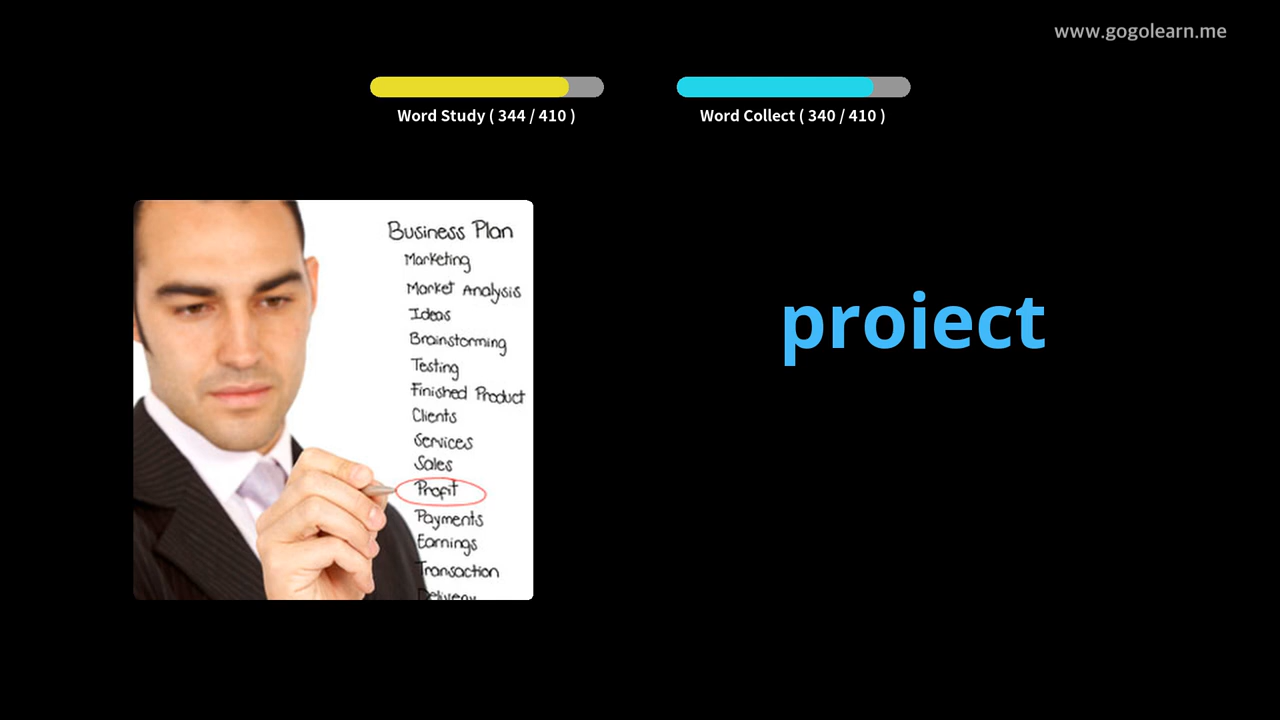 www.gogolearn.me
Word Study ( 344 / 410 )
Word Collect ( 340 / 410 )
Business Plan
Marketing
Market Analysis
Ideas
Brainstorming
Testing
Finished Product
Clients
Services
Sales
Profit
Payments
Earnings
Transaction
Delivery
proiect